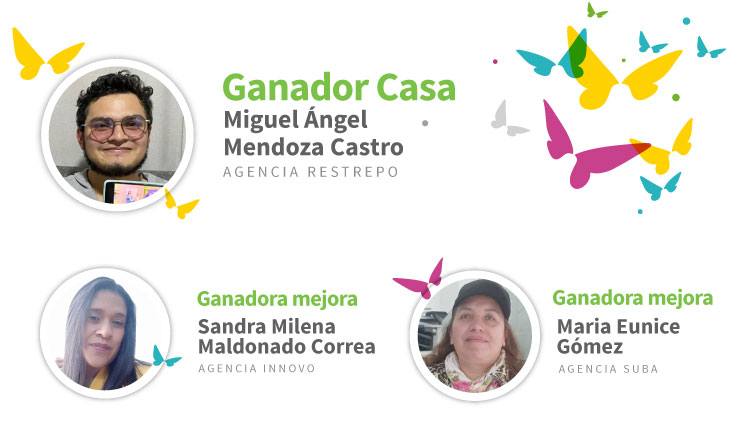 Ganador Casa
Miguel Ángel
Mendoza Castro
AGENCIA RESTREPO
Ganadora mejora
Sandra Milena
Maldonado Correa
AGENCIA INNOVO
Ganadora mejora
Maria Eunice
Gómez
AGENCIA SUBA